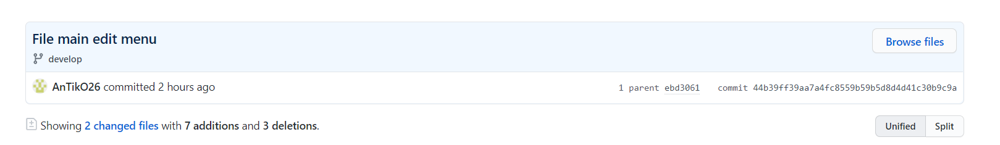 File main edit menu
Browse files
develop
AnTikO26 committed 2 hours ago
1 parent ebd3061 commit 44b39ff39aa7a4fc8559b59b5d8d4d41c30b9c9a
Showing 2 changed files with 7 additions and 3 deletions.
Unified Split